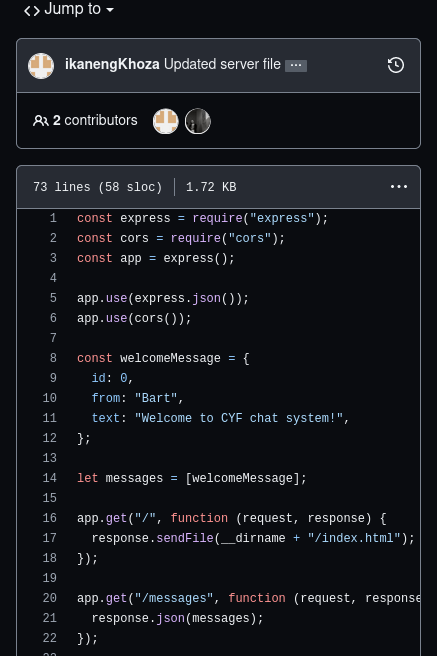 <> Jump to
ikanengKhoza Updated server file ...
2 contributors
73 lines (58 sloc) 1.72 KB ...
1 const express = require("express");
2 const cors = require("cors");
3 const app = express();
4
5 app.use(express.json());
6 app.use(cors());
7
8 const welcomeMessage = {
9 id: 0,
10 from: "Bart",
11 text: "Welcome to CYF chat system!",
12 };
13
14 let messages = [welcomeMessage];
15
16 app.get("/", function (request, response) {
17 response.sendFile(__dirname + "/index.html");
18 });
19
20 app.get("/messages", function (request, response
21 response.json(messages);
22 });